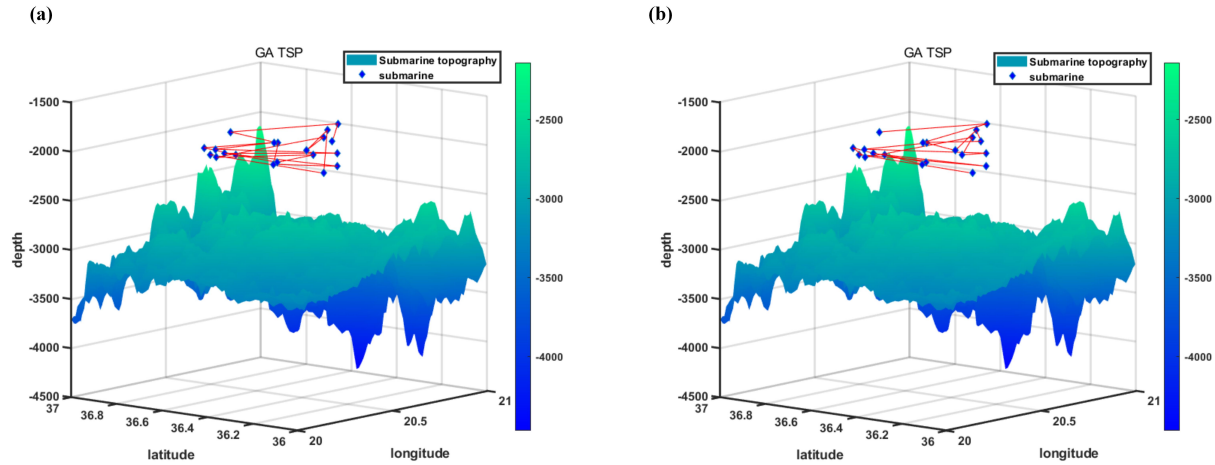 (a)
GA TSP
Submarine topography
submarine
-1500
-2000
-2500
-3000
-3500
-4000
-4500
depth
37
36.8
36.6
36.4
36.2
36
latitude
20
20.5
21
longitude
-2500
-3000
-3500
-4000
(b)
GA TSP
Submarine topography
submarine
-1500
-2000
-2500
-3000
-3500
-4000
-4500
depth
37
36.8
36.6
36.4
36.2
36
latitude
20
20.5
21
longitude
-2500
-3000
-3500
-4000